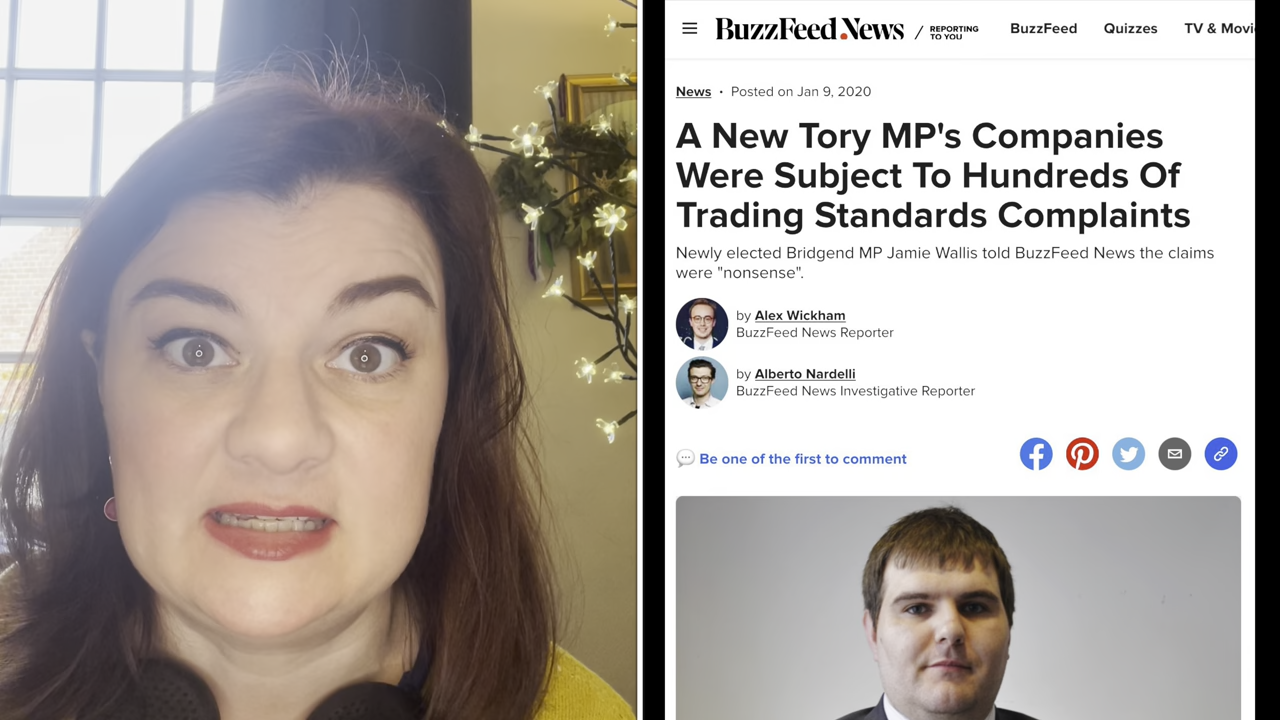 BuzzFeed News / REPORTING TO YOU BuzzFeed Quizzes TV & Movi
News · Posted on Jan 9, 2020
A New Tory MP's Companies
Were Subject To Hundreds Of
Trading Standards Complaints
Newly elected Bridgend MP Jamie Wallis told BuzzFeed News the claims
were "nonsense".
by Alex Wickham
BuzzFeed News Reporter
by Alberto Nardelli
BuzzFeed News Investigative Reporter
Be one of the first to comment